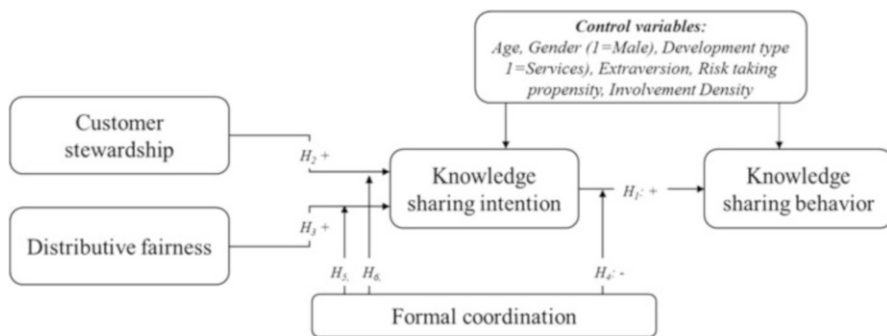 Control variables:
Age, Gender (1=Male), Development type
1=Services), Extraversion, Risk taking
propensity, Involvement Density
Customer
stewardship
H2 +
Knowledge
sharing intention
H1: +
Knowledge
sharing behavior
Distributive fairness
H3 +
H5,
H6,
H4: -
Formal coordination